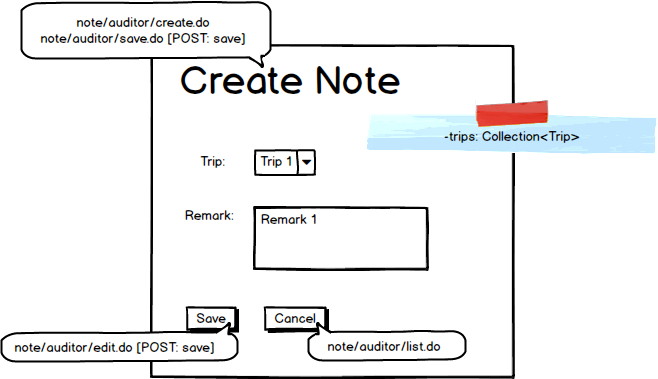 note/auditor/create.do
note/auditor/save.do [POST: save]
Create Note
-trips: Collection<Trip>
Trip:
Trip 1
Remark:
Remark 1
Save
Cancel
note/auditor/edit.do [POST: save]
note/auditor/list.do